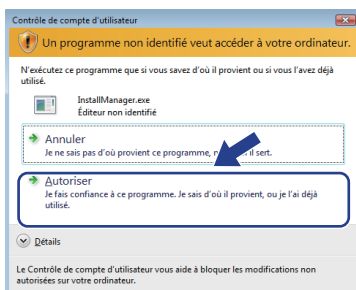 Contrôle de compte d'utilisateur
Un programme non identifié veut accéder à votre ordinateur.
N'exécutez ce programme que si vous savez d'où il provient ou si vous l'avez déjà
utilisé.
InstallManager.exe
Éditeur non identifié
Annuler
Je ne sais pas d'où provient ce programme, il sert.
Autoriser
Je fais confiance à ce programme. Je sais d'où il provient, ou je l'ai déjà
utilisé.
Détails
Le Contrôle de compte d'utilisateur vous aide à bloquer les modifications non
autorisées sur votre ordinateur.